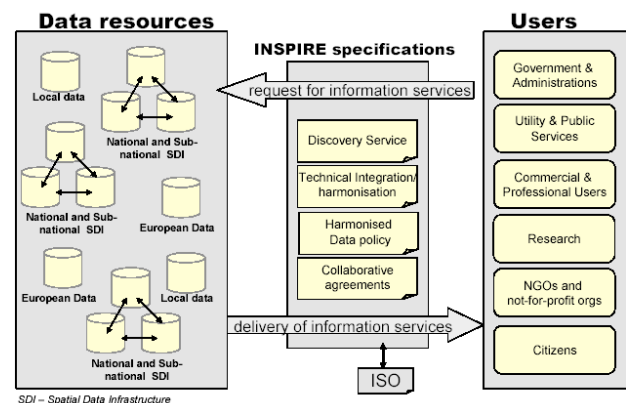 Data resources
Local data
National and Sub-
national SDI
National and Sub-
national SDI
European Data
European Data
Local data
National and Sub-
national SDI
SDI – Spatial Data Infrastructure
INSPIRE specifications
request for information services
Discovery Service
Technical Integration/
harmonisation
Harmonised
Data policy
Collaborative
agreements
delivery of information services
ISO
Users
Government &
Administrations
Utility & Public
Services
Commercial &
Professional Users
Research
NGOs and
not-for-profit orgs
Citizens